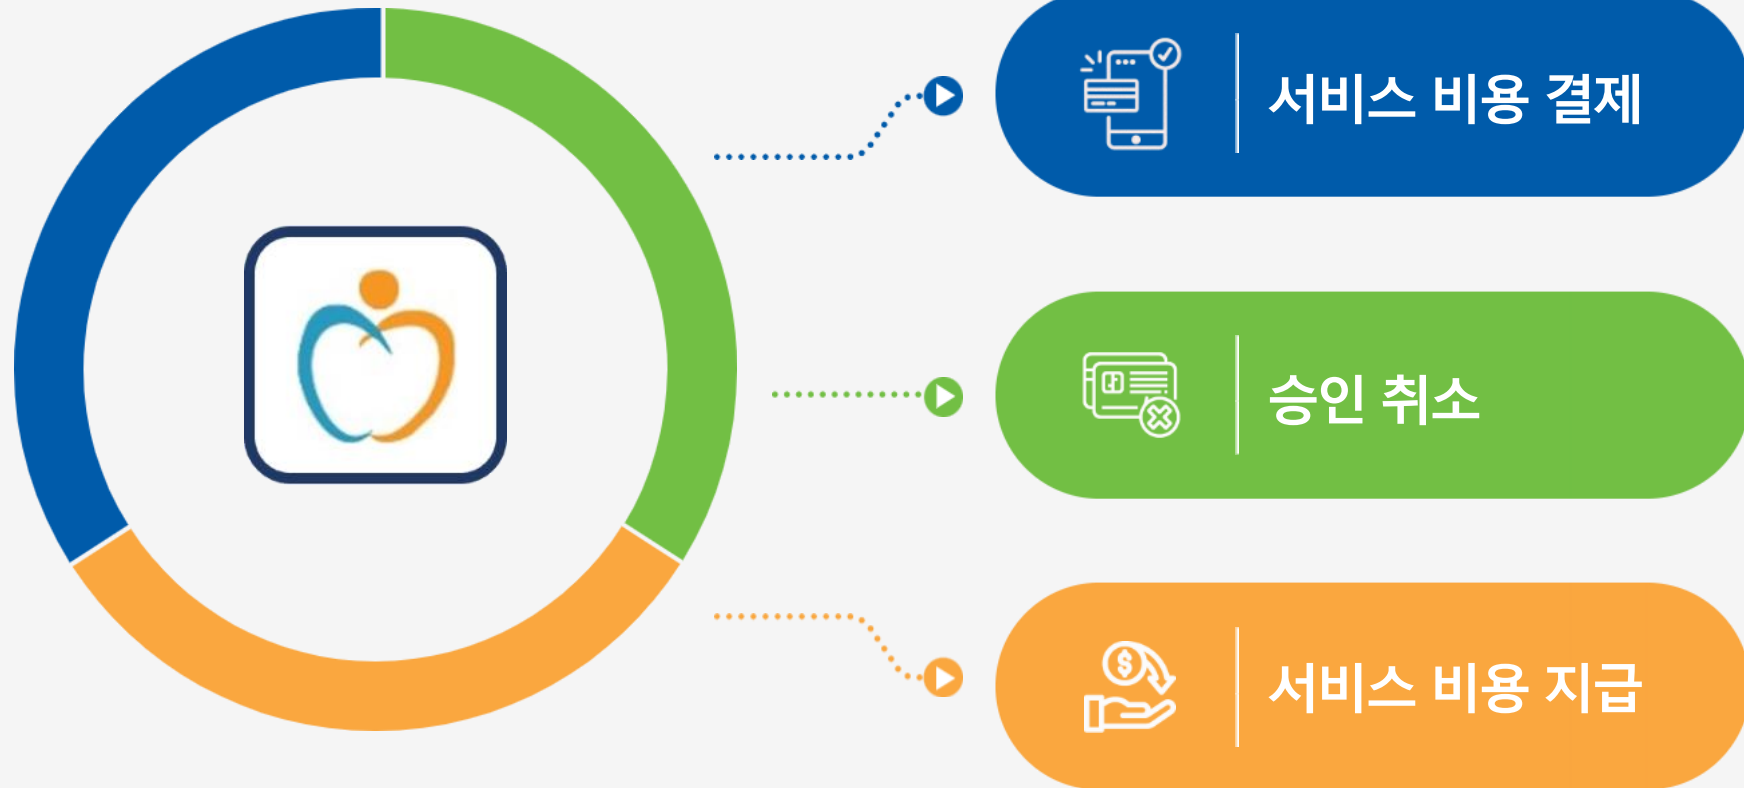 서비스 비용 결제
승인 취소
서비스 비용 지급